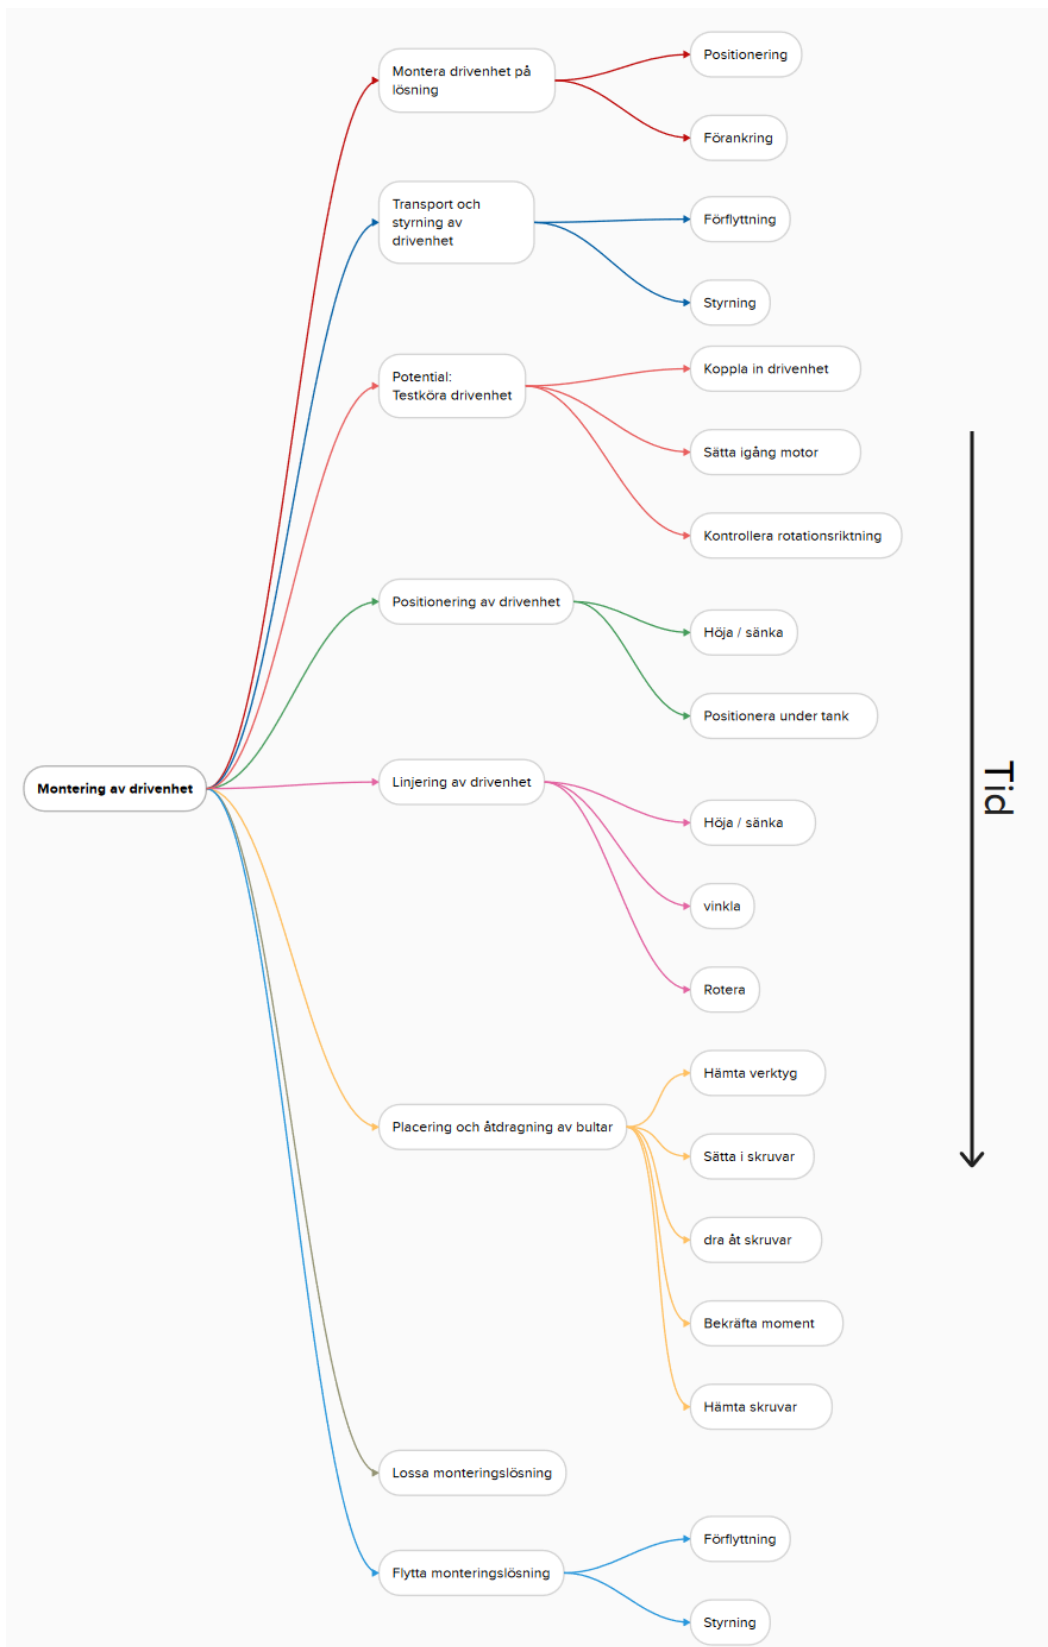 Montering av drivenhet
Montera drivenhet på
lösning
Positionering
Förankring
Transport och
styrning av
drivenhet
Förflyttning
Styrning
Potential:
Testköra drivenhet
Koppla in drivenhet
Sätta igång motor
Kontrollera rotationsriktning
Positionering av drivenhet
Höja / sänka
Positionera under tank
Linjering av drivenhet
Höja / sänka
vinkla
Rotera
Placering och åtdragning av bultar
Hämta verktyg
Sätta i skruvar
dra åt skruvar
Bekräfta moment
Hämta skruvar
Lossa monteringslösning
Flytta monteringslösning
Förflyttning
Styrning
Tid